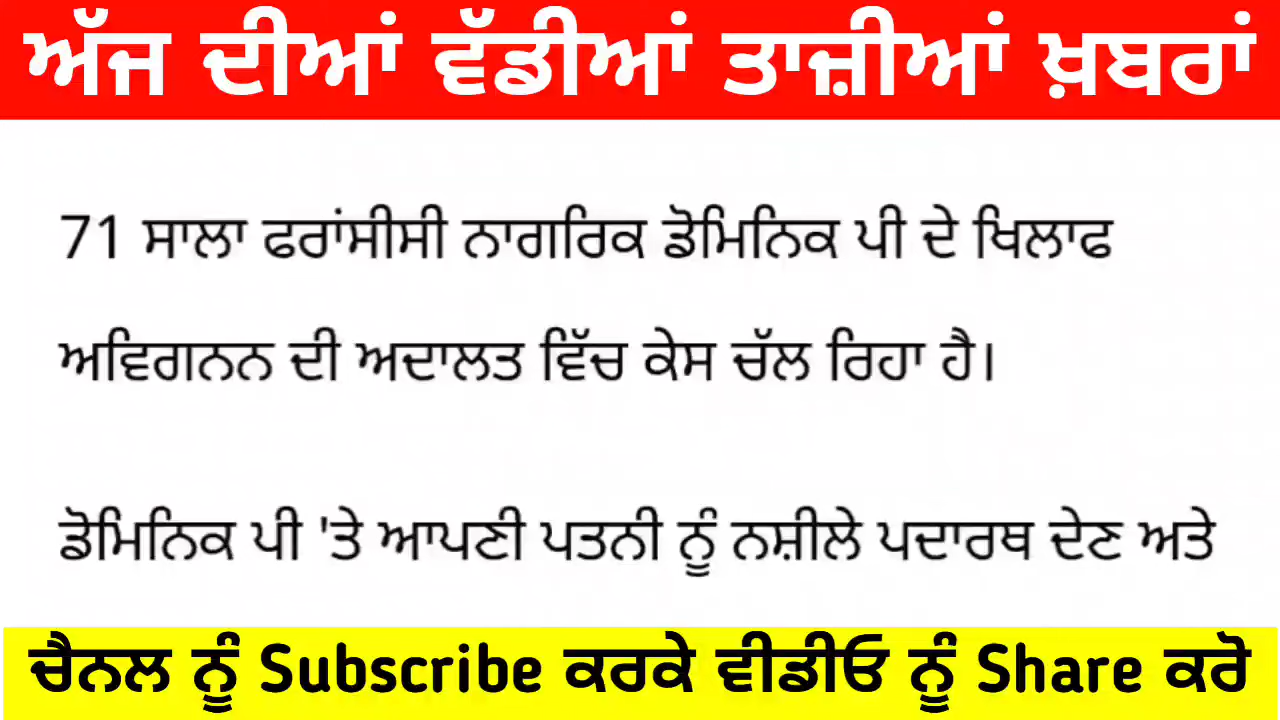 ਅੱਜ ਦੀਆਂ ਵੱਡੀਆਂ ਤਾਜ਼ੀਆਂ ਖ਼ਬਰਾਂ
71 ਸਾਲਾ ਫਰਾਂਸੀਸੀ ਨਾਗਰਿਕ ਡੋਮਿਨਿਕ ਪੀ ਦੇ ਖਿਲਾਫ
ਅਵਿਗਨਨ ਦੀ ਅਦਾਲਤ ਵਿੱਚ ਕੇਸ ਚੱਲ ਰਿਹਾ ਹੈ।
ਡੋਮਿਨਿਕ ਪੀ 'ਤੇ ਆਪਣੀ ਪਤਨੀ ਨੂੰ ਨਸ਼ੀਲੇ ਪਦਾਰਥ ਦੇਣ ਅਤੇ
ਚੈਨਲ ਨੂੰ Subscribe ਕਰਕੇ ਵੀਡੀਓ ਨੂੰ Share ਕਰੋ